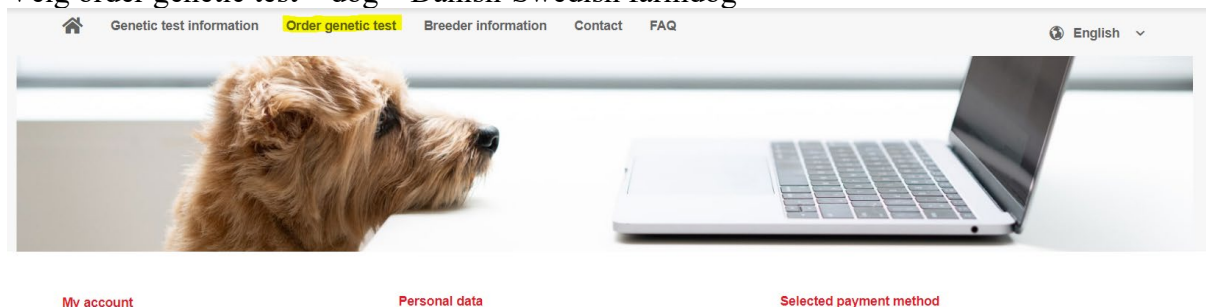 Velg order genetic test – dog – Danish-Swedish farmdog
Genetic test information Order genetic test Breeder information Contact FAQ English
My account Personal data Selected payment method